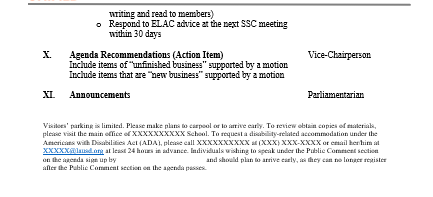 writing and read to members)
o Respond to ELAC advice at the next SSC meeting
within 30 days
X. Agenda Recommendations (Action Item) Vice-Chairperson
Include items of “unfinished business” supported by a motion
Include items that are “new business” supported by a motion
XI. Announcements Parliamentarian
Visitors’ parking is limited. Please make plans to carpool or to arrive early. To review obtain copies of materials,
please visit the main office of XXXXXXXXXX School. To request a disability-related accommodation under the
Americans with Disabilities Act (ADA), please call XXXXXXXXXX at (XXX) XXX-XXXX or email her/him at
XXXXX@lausd.org at least 24 hours in advance. Individuals wishing to speak under the Public Comment section
on the agenda sign up by and should plan to arrive early, as they can no longer register
after the Public Comment section on the agenda passes.